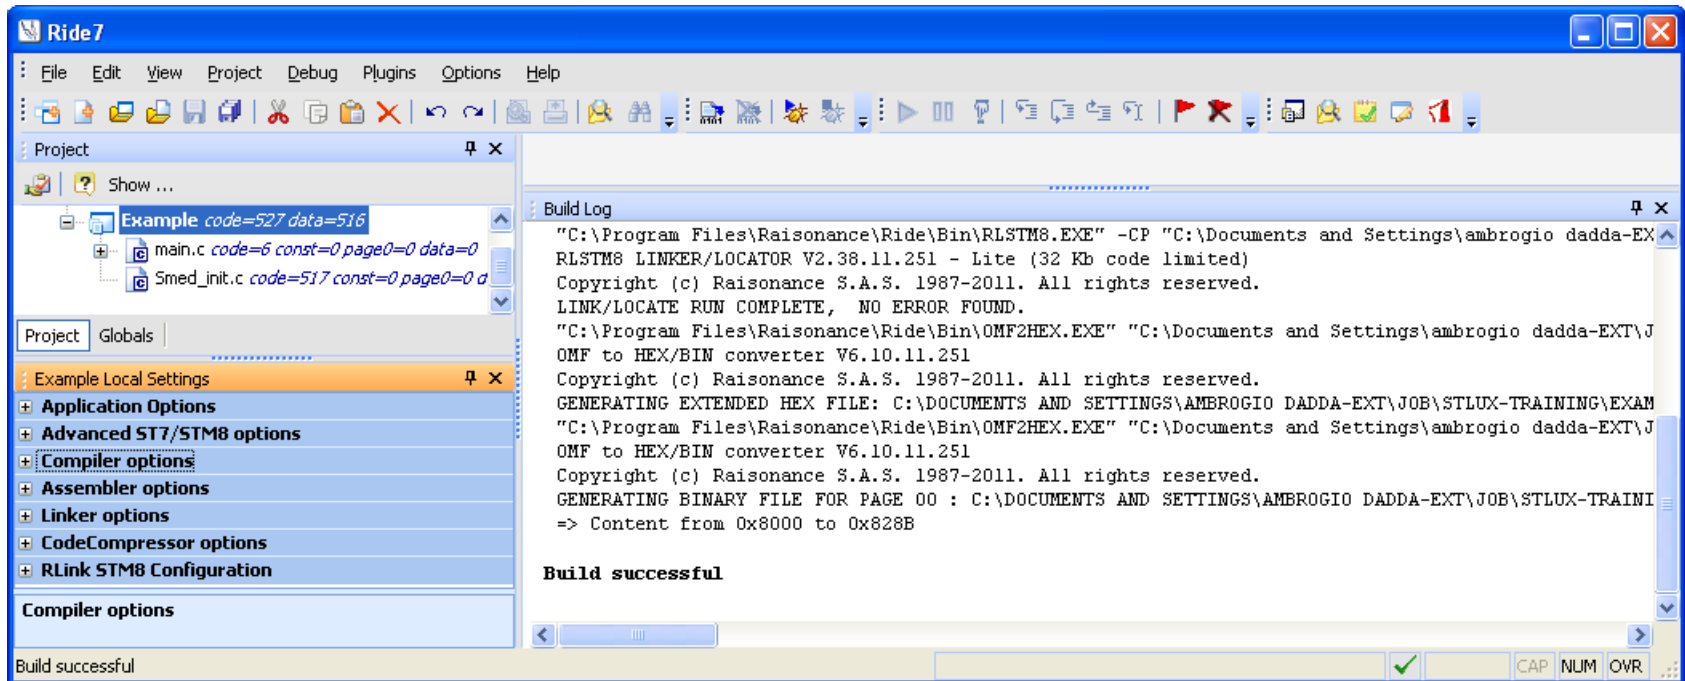 Ride7
File Edit View Project Debug Plugins Options Help
Project
Show ...
Example code=527 data=516
main.c code=6 const=0 page0=0 data=0
Smed_init.c code=517 const=0 page0=0 d
Project Globals
Example Local Settings
Application Options
Advanced ST7/STM8 options
Compiler options
Assembler options
Linker options
CodeCompressor options
RLink STM8 Configuration
Compiler options
Build Log
"C:\Program Files\Raisonance\Ride\Bin\RLSTM8.EXE" -CP "C:\Documents and Settings\ambrogio dadda-EX
RLSTM8 LINKER/LOCATOR V2.38.11.251 - Lite (32 Kb code limited)
Copyright (c) Raisonance S.A.S. 1987-2011. All rights reserved.
LINK/LOCATE RUN COMPLETE, NO ERROR FOUND.
"C:\Program Files\Raisonance\Ride\Bin\OMF2HEX.EXE" "C:\Documents and Settings\ambrogio dadda-EXT\J
OMF to HEX/BIN converter V6.10.11.251
Copyright (c) Raisonance S.A.S. 1987-2011. All rights reserved.
GENERATING EXTENDED HEX FILE: C:\DOCUMENTS AND SETTINGS\AMBROGIO DADDA-EXT\JOB\STLUX-TRAINING\EXAM
"C:\Program Files\Raisonance\Ride\Bin\OMF2HEX.EXE" "C:\Documents and Settings\ambrogio dadda-EXT\J
OMF to HEX/BIN converter V6.10.11.251
Copyright (c) Raisonance S.A.S. 1987-2011. All rights reserved.
GENERATING BINARY FILE FOR PAGE 00 : C:\DOCUMENTS AND SETTINGS\AMBROGIO DADDA-EXT\JOB\STLUX-TRAINI
=> Content from 0x8000 to 0x828B
Build successful
Build successful
CAP NUM OVR